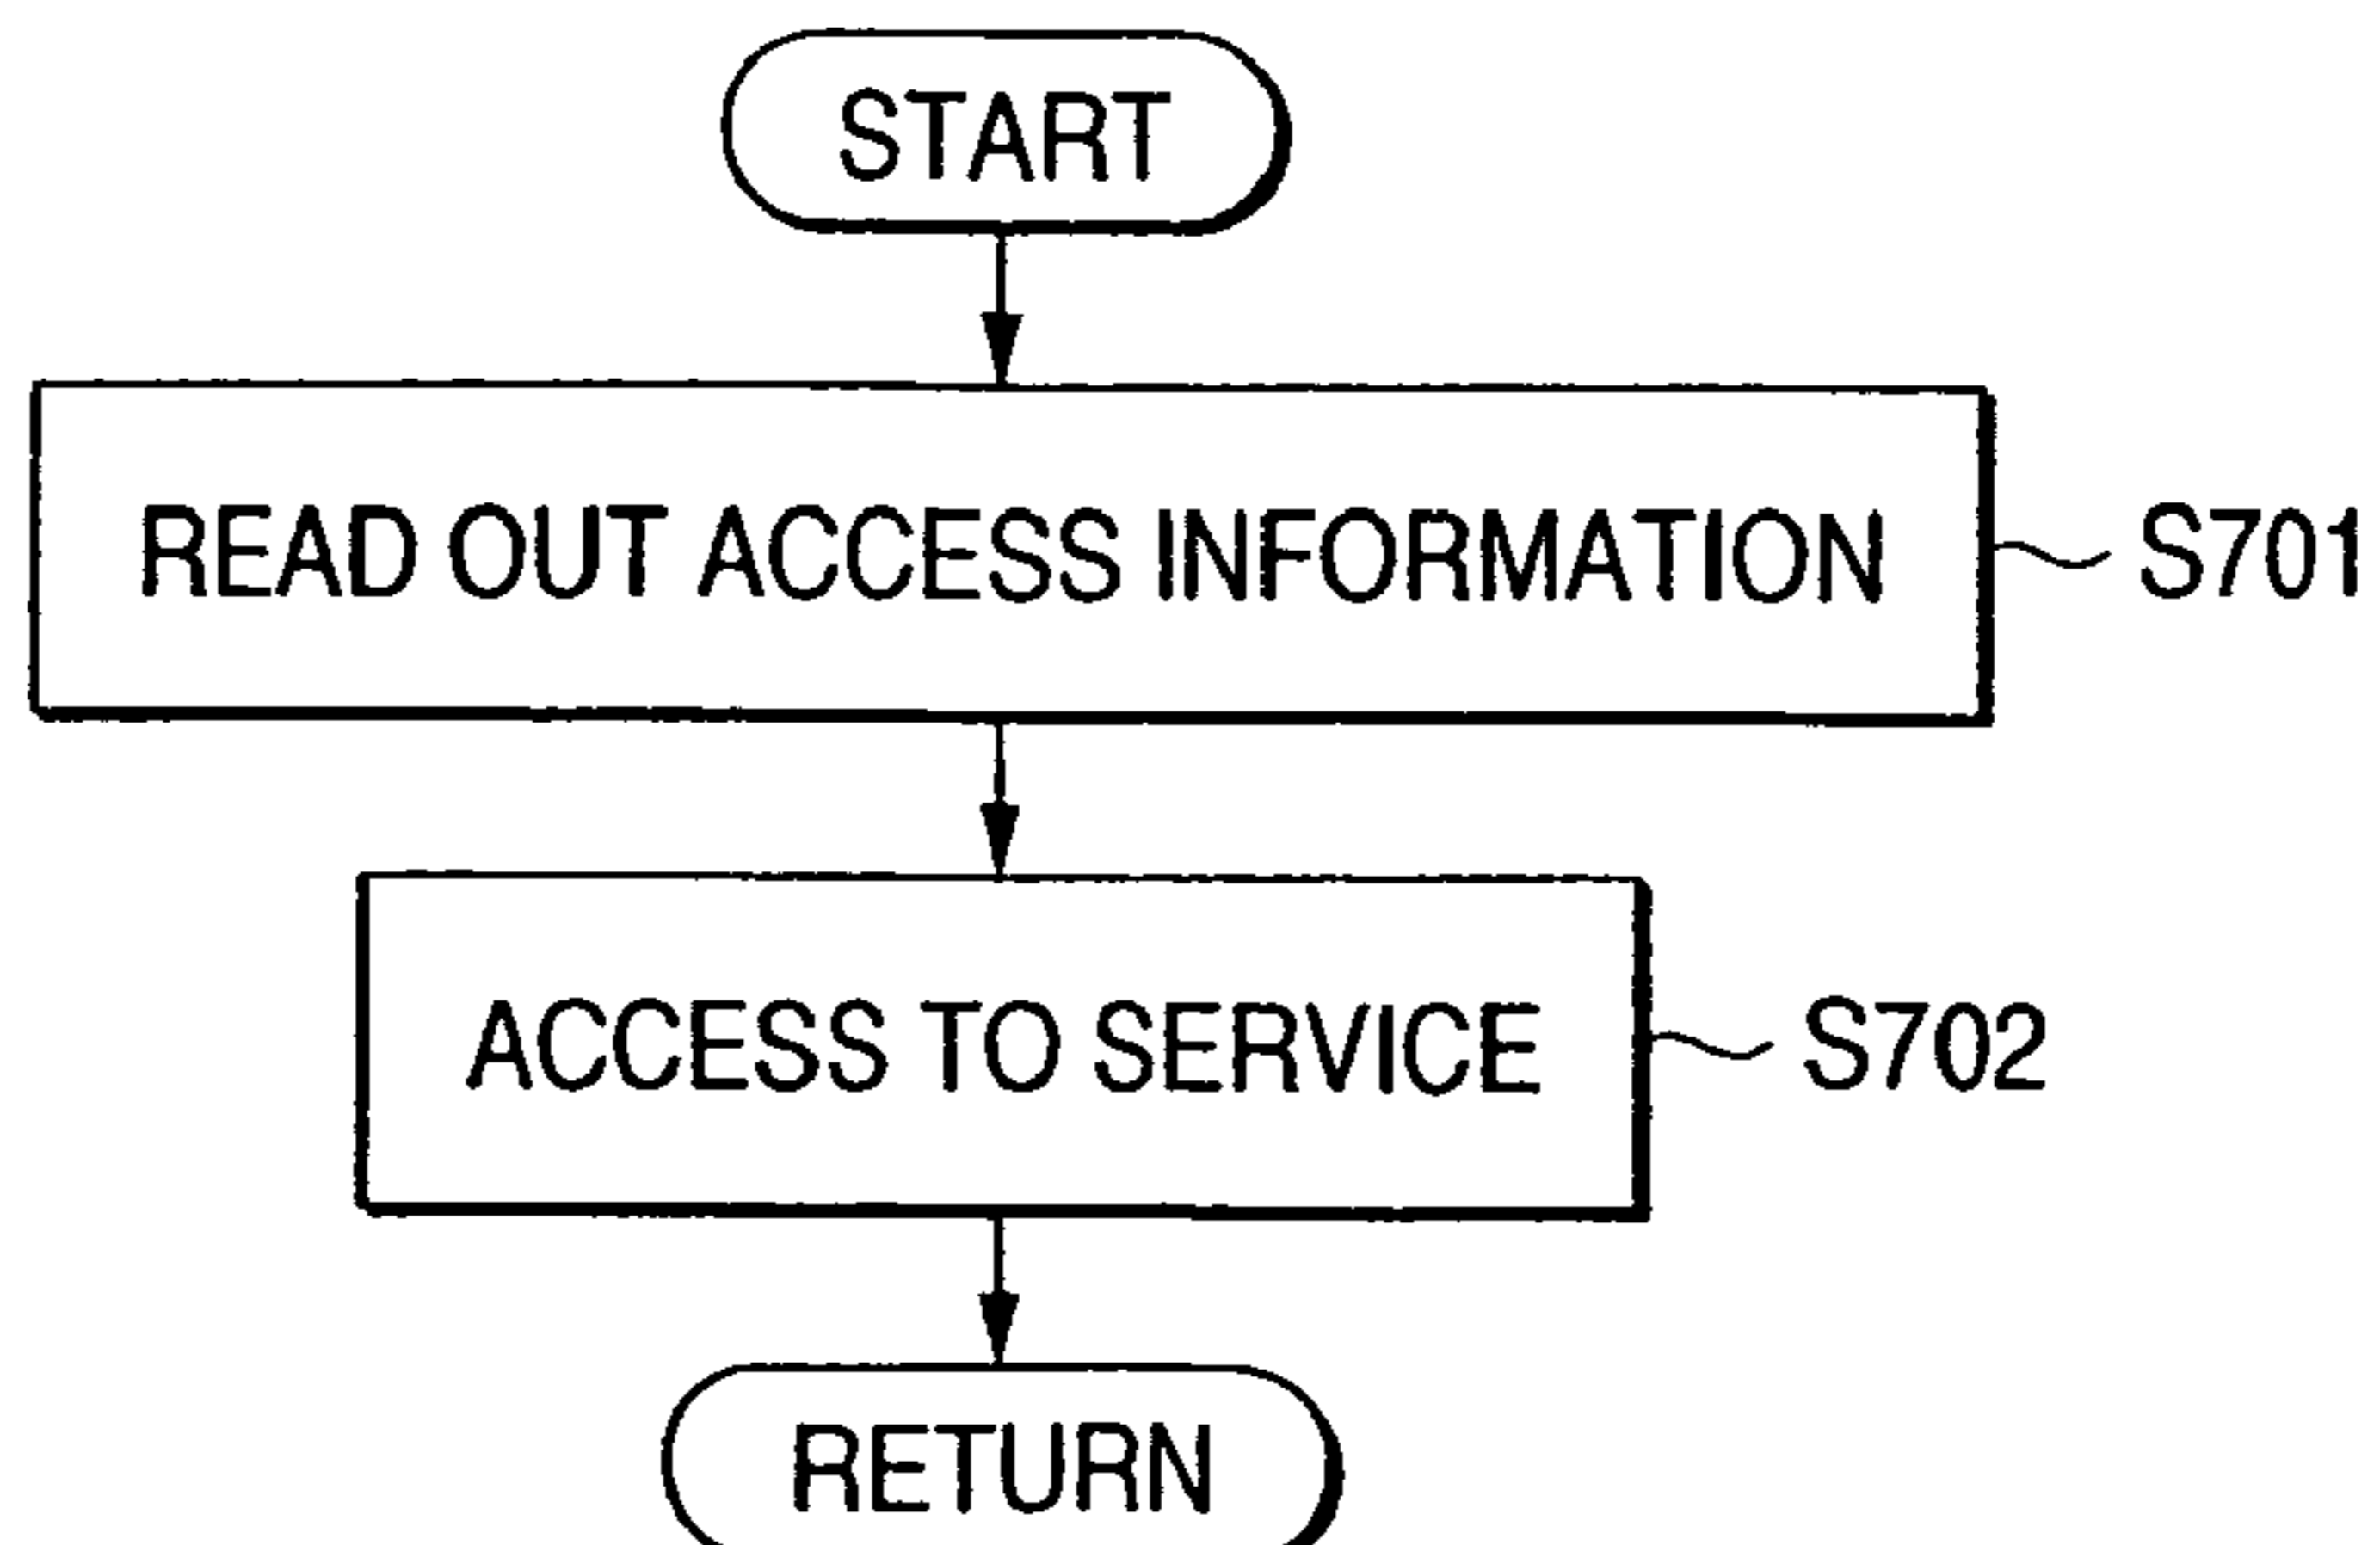 START
READ OUT ACCESS INFORMATION
S701
ACCESS TO SERVICE
S702
RETURN